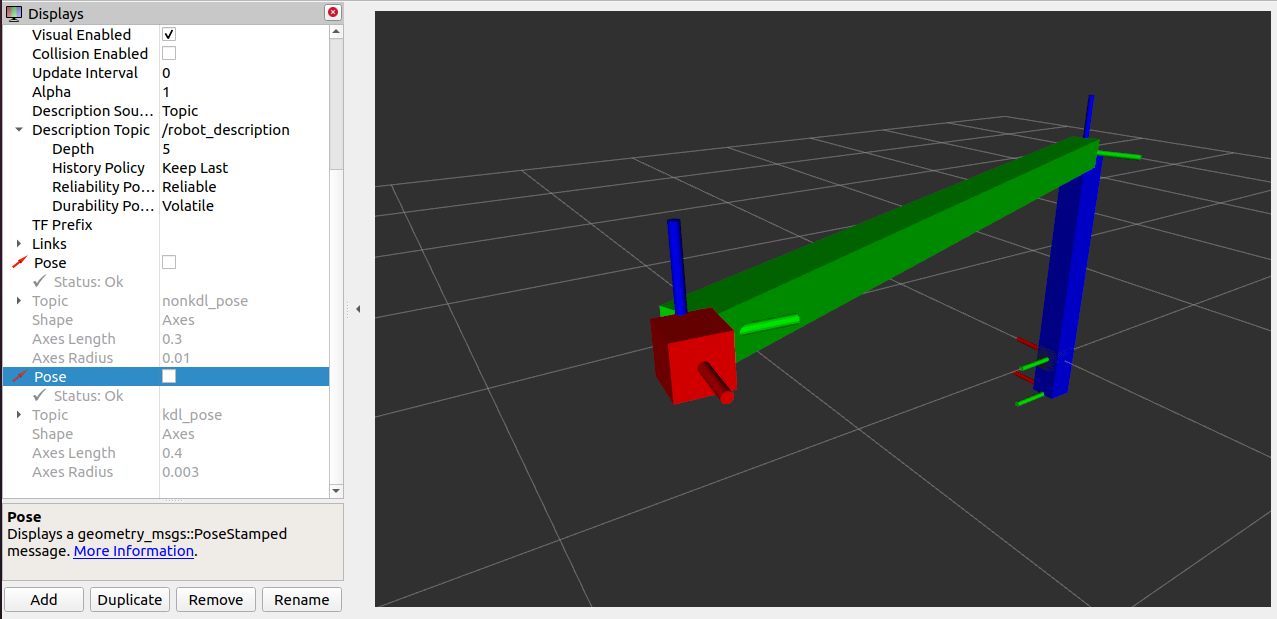 Displays
Visual Enabled
Collision Enabled
Update Interval 0
Alpha 1
Description Sou... Topic
Description Topic /robot_description
Depth 5
History Policy Keep Last
Reliability Po... Reliable
Durability Po... Volatile
TF Prefix
Links
Pose
Status: Ok
Topic nonkdl_pose
Shape Axes
Axes Length 0.3
Axes Radius 0.01
Pose
Status: Ok
Topic kdl_pose
Shape Axes
Axes Length 0.4
Axes Radius 0.003
Pose
Displays a geometry_msgs::PoseStamped
message. More Information.
Add Duplicate Remove Rename